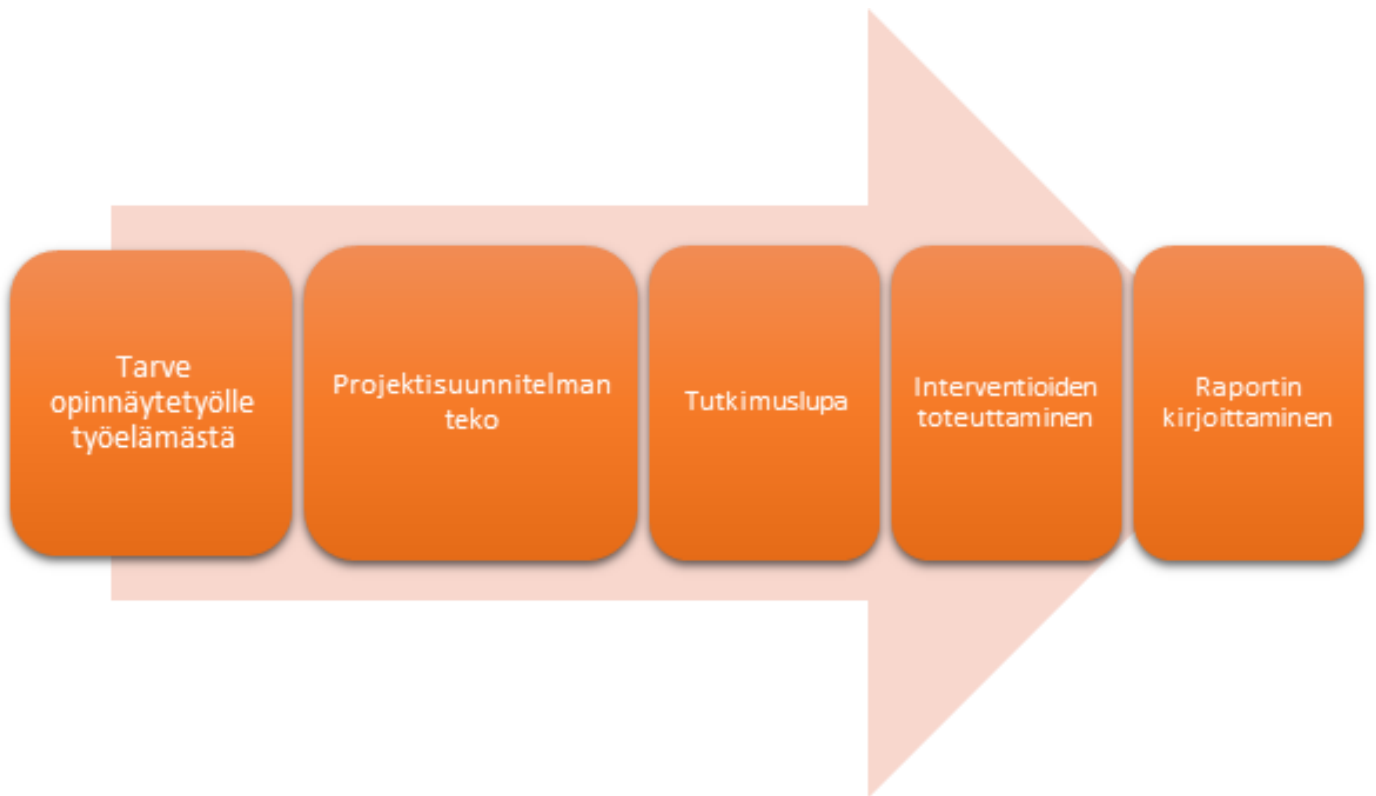 Tarve
opinnäytetyölle
työelämästä
Projektisuunnitelman
teko
Tutkimuslupa
Interventioiden
toteuttaminen
Raportin
kirjoittaminen